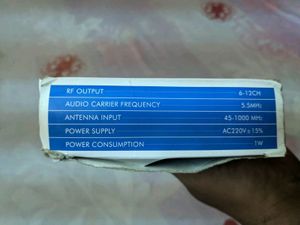 RF OUTPUT 6-12CH
AUDIO CARRIER FREQUENCY 5.5MHz
ANTENNA INPUT 45-1000 MHz
POWER SUPPLY AC220V±15%
POWER CONSUMPTION 1W